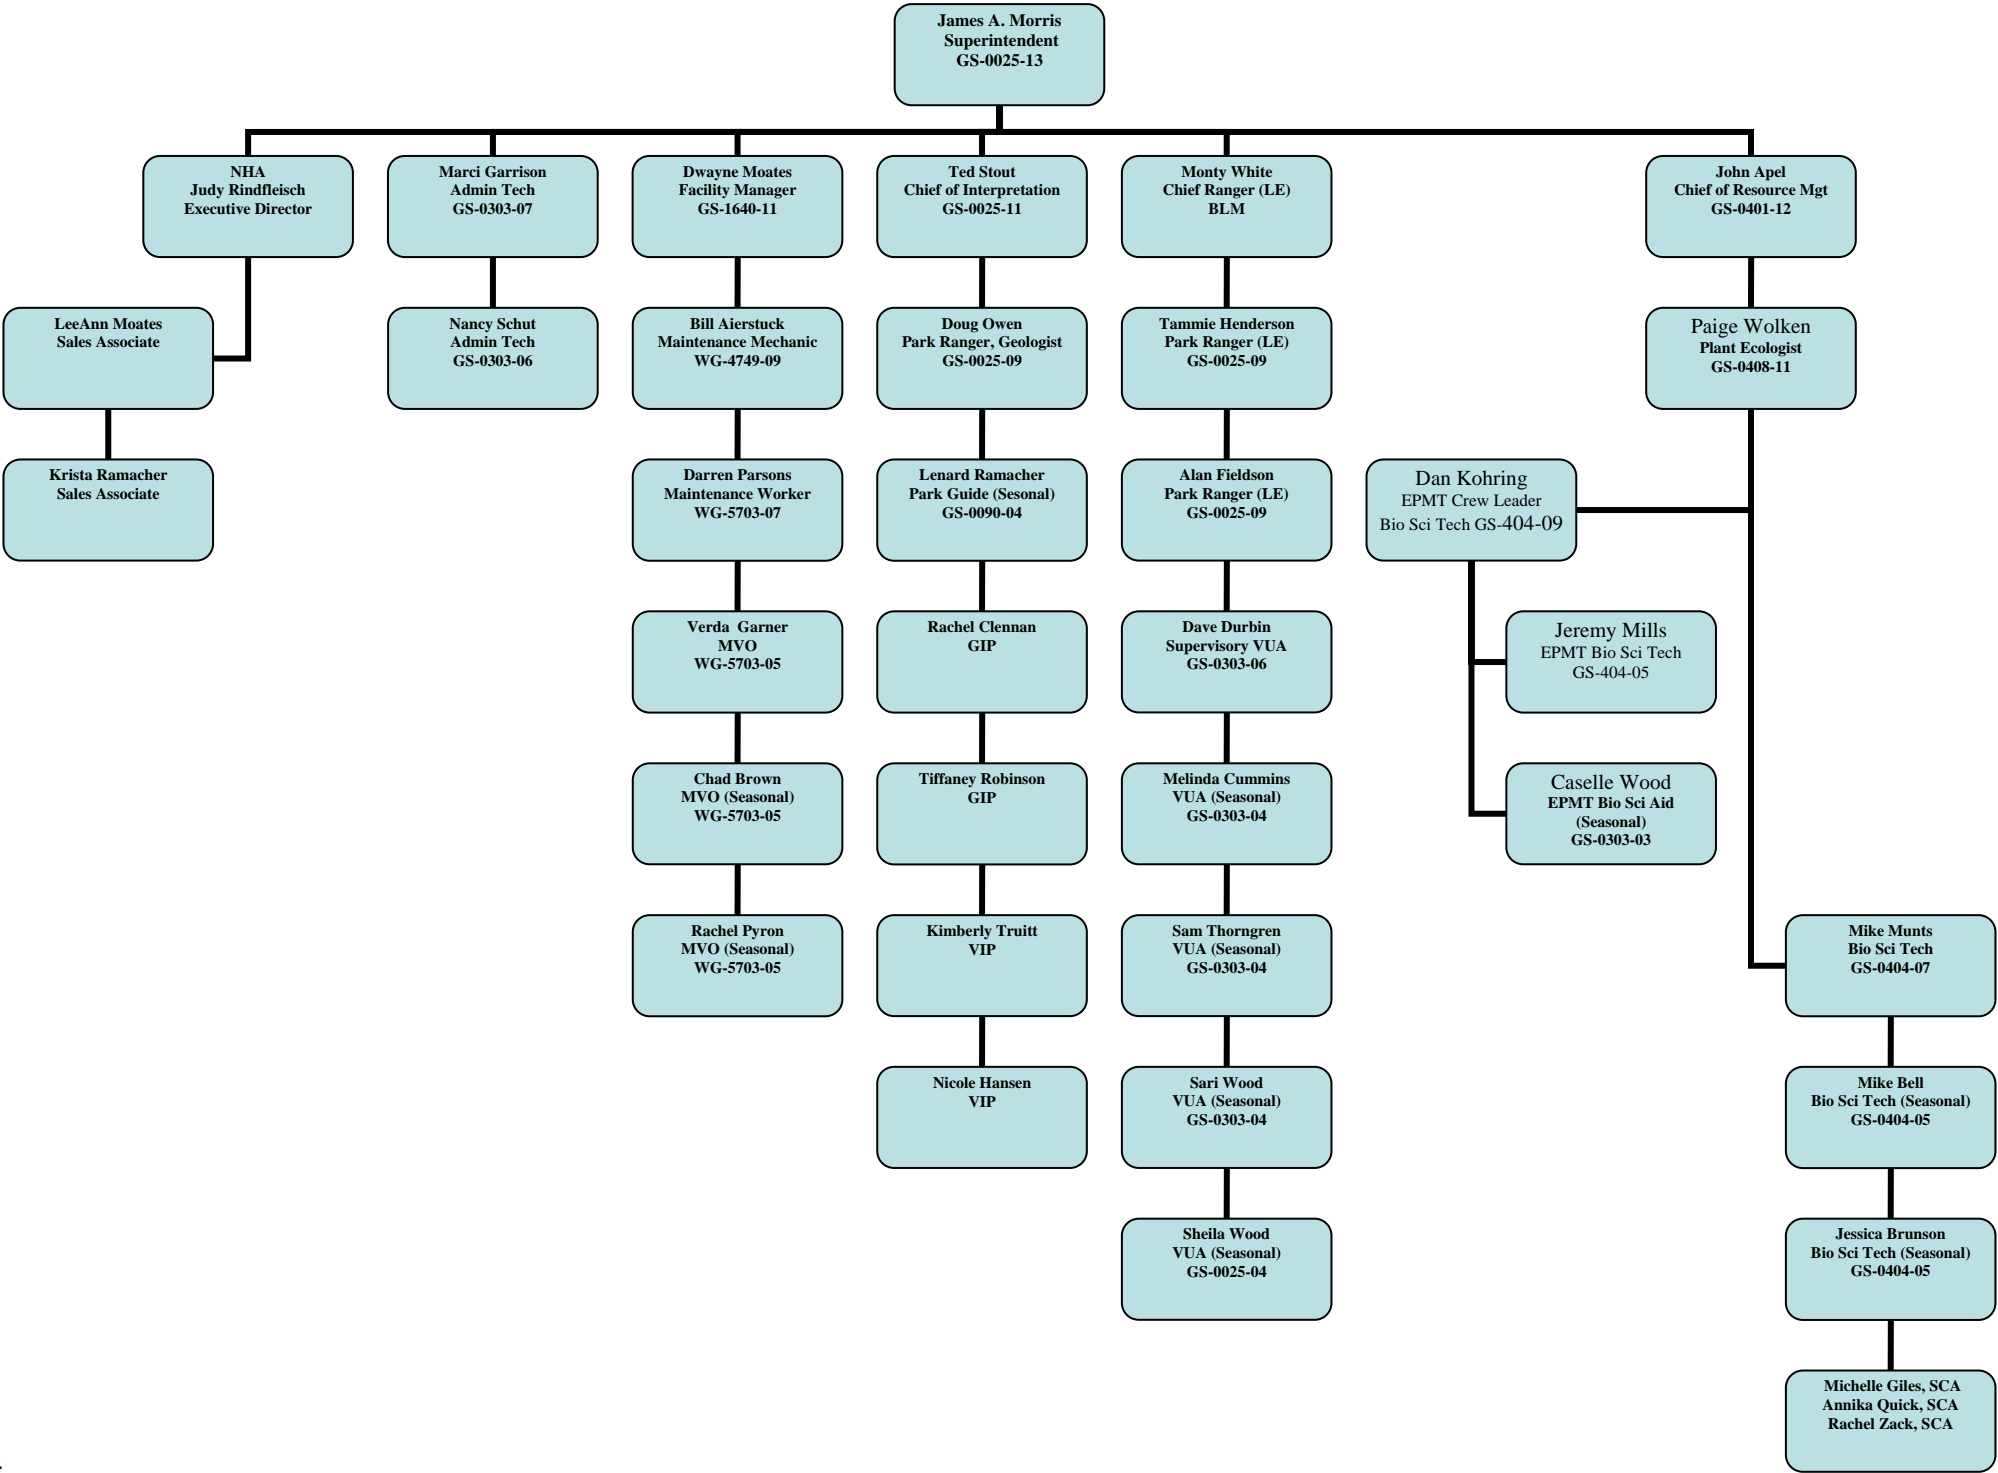 James A. Morris
Superintendent
GS-0025-13
NHA
Judy Rindfleisch
Executive Director
Marci Garrison
Admin Tech
GS-0303-07
Dwayne Moates
Facility Manager
GS-1640-11
Ted Stout
Chief of Interpretation
GS-0025-11
Monty White
Chief Ranger (LE)
BLM
John Apel
Chief of Resource Mgt
GS-0401-12
LeeAnn Moates
Sales Associate
Nancy Schut
Admin Tech
GS-0303-06
Bill Aierstuck
Maintenance Mechanic
WG-4749-09
Doug Owen
Park Ranger, Geologist
GS-0025-09
Tammie Henderson
Park Ranger (LE)
GS-0025-09
Paige Wolken
Plant Ecologist
GS-0408-11
Krista Ramacher
Sales Associate
Darren Parsons
Maintenance Worker
WG-5703-07
Lenard Ramacher
Park Guide (Sesonal)
GS-0090-04
Alan Fieldson
Park Ranger (LE)
GS-0025-09
Dan Kohring
EPMT Crew Leader
Bio Sci Tech GS-404-09
Verda Garner
MVO
WG-5703-05
Rachel Clennan
GIP
Dave Durbin
Supervisory VUA
GS-0303-06
Jeremy Mills
EPMT Bio Sci Tech
GS-404-05
Chad Brown
MVO (Seasonal)
WG-5703-05
Tiffaney Robinson
GIP
Melinda Cummins
VUA (Seasonal)
GS-0303-04
Caselle Wood
EPMT Bio Sci Aid
(Seasonal)
GS-0303-03
Rachel Pyron
MVO (Seasonal)
WG-5703-05
Kimberly Truitt
VIP
Sam Thorngren
VUA (Seasonal)
GS-0303-04
Mike Munts
Bio Sci Tech
GS-0404-07
Nicole Hansen
VIP
Sari Wood
VUA (Seasonal)
GS-0303-04
Mike Bell
Bio Sci Tech (Seasonal)
GS-0404-05
Sheila Wood
VUA (Seasonal)
GS-0025-04
Jessica Brunson
Bio Sci Tech (Seasonal)
GS-0404-05
Michelle Giles, SCA
Annika Quick, SCA
Rachel Zack, SCA